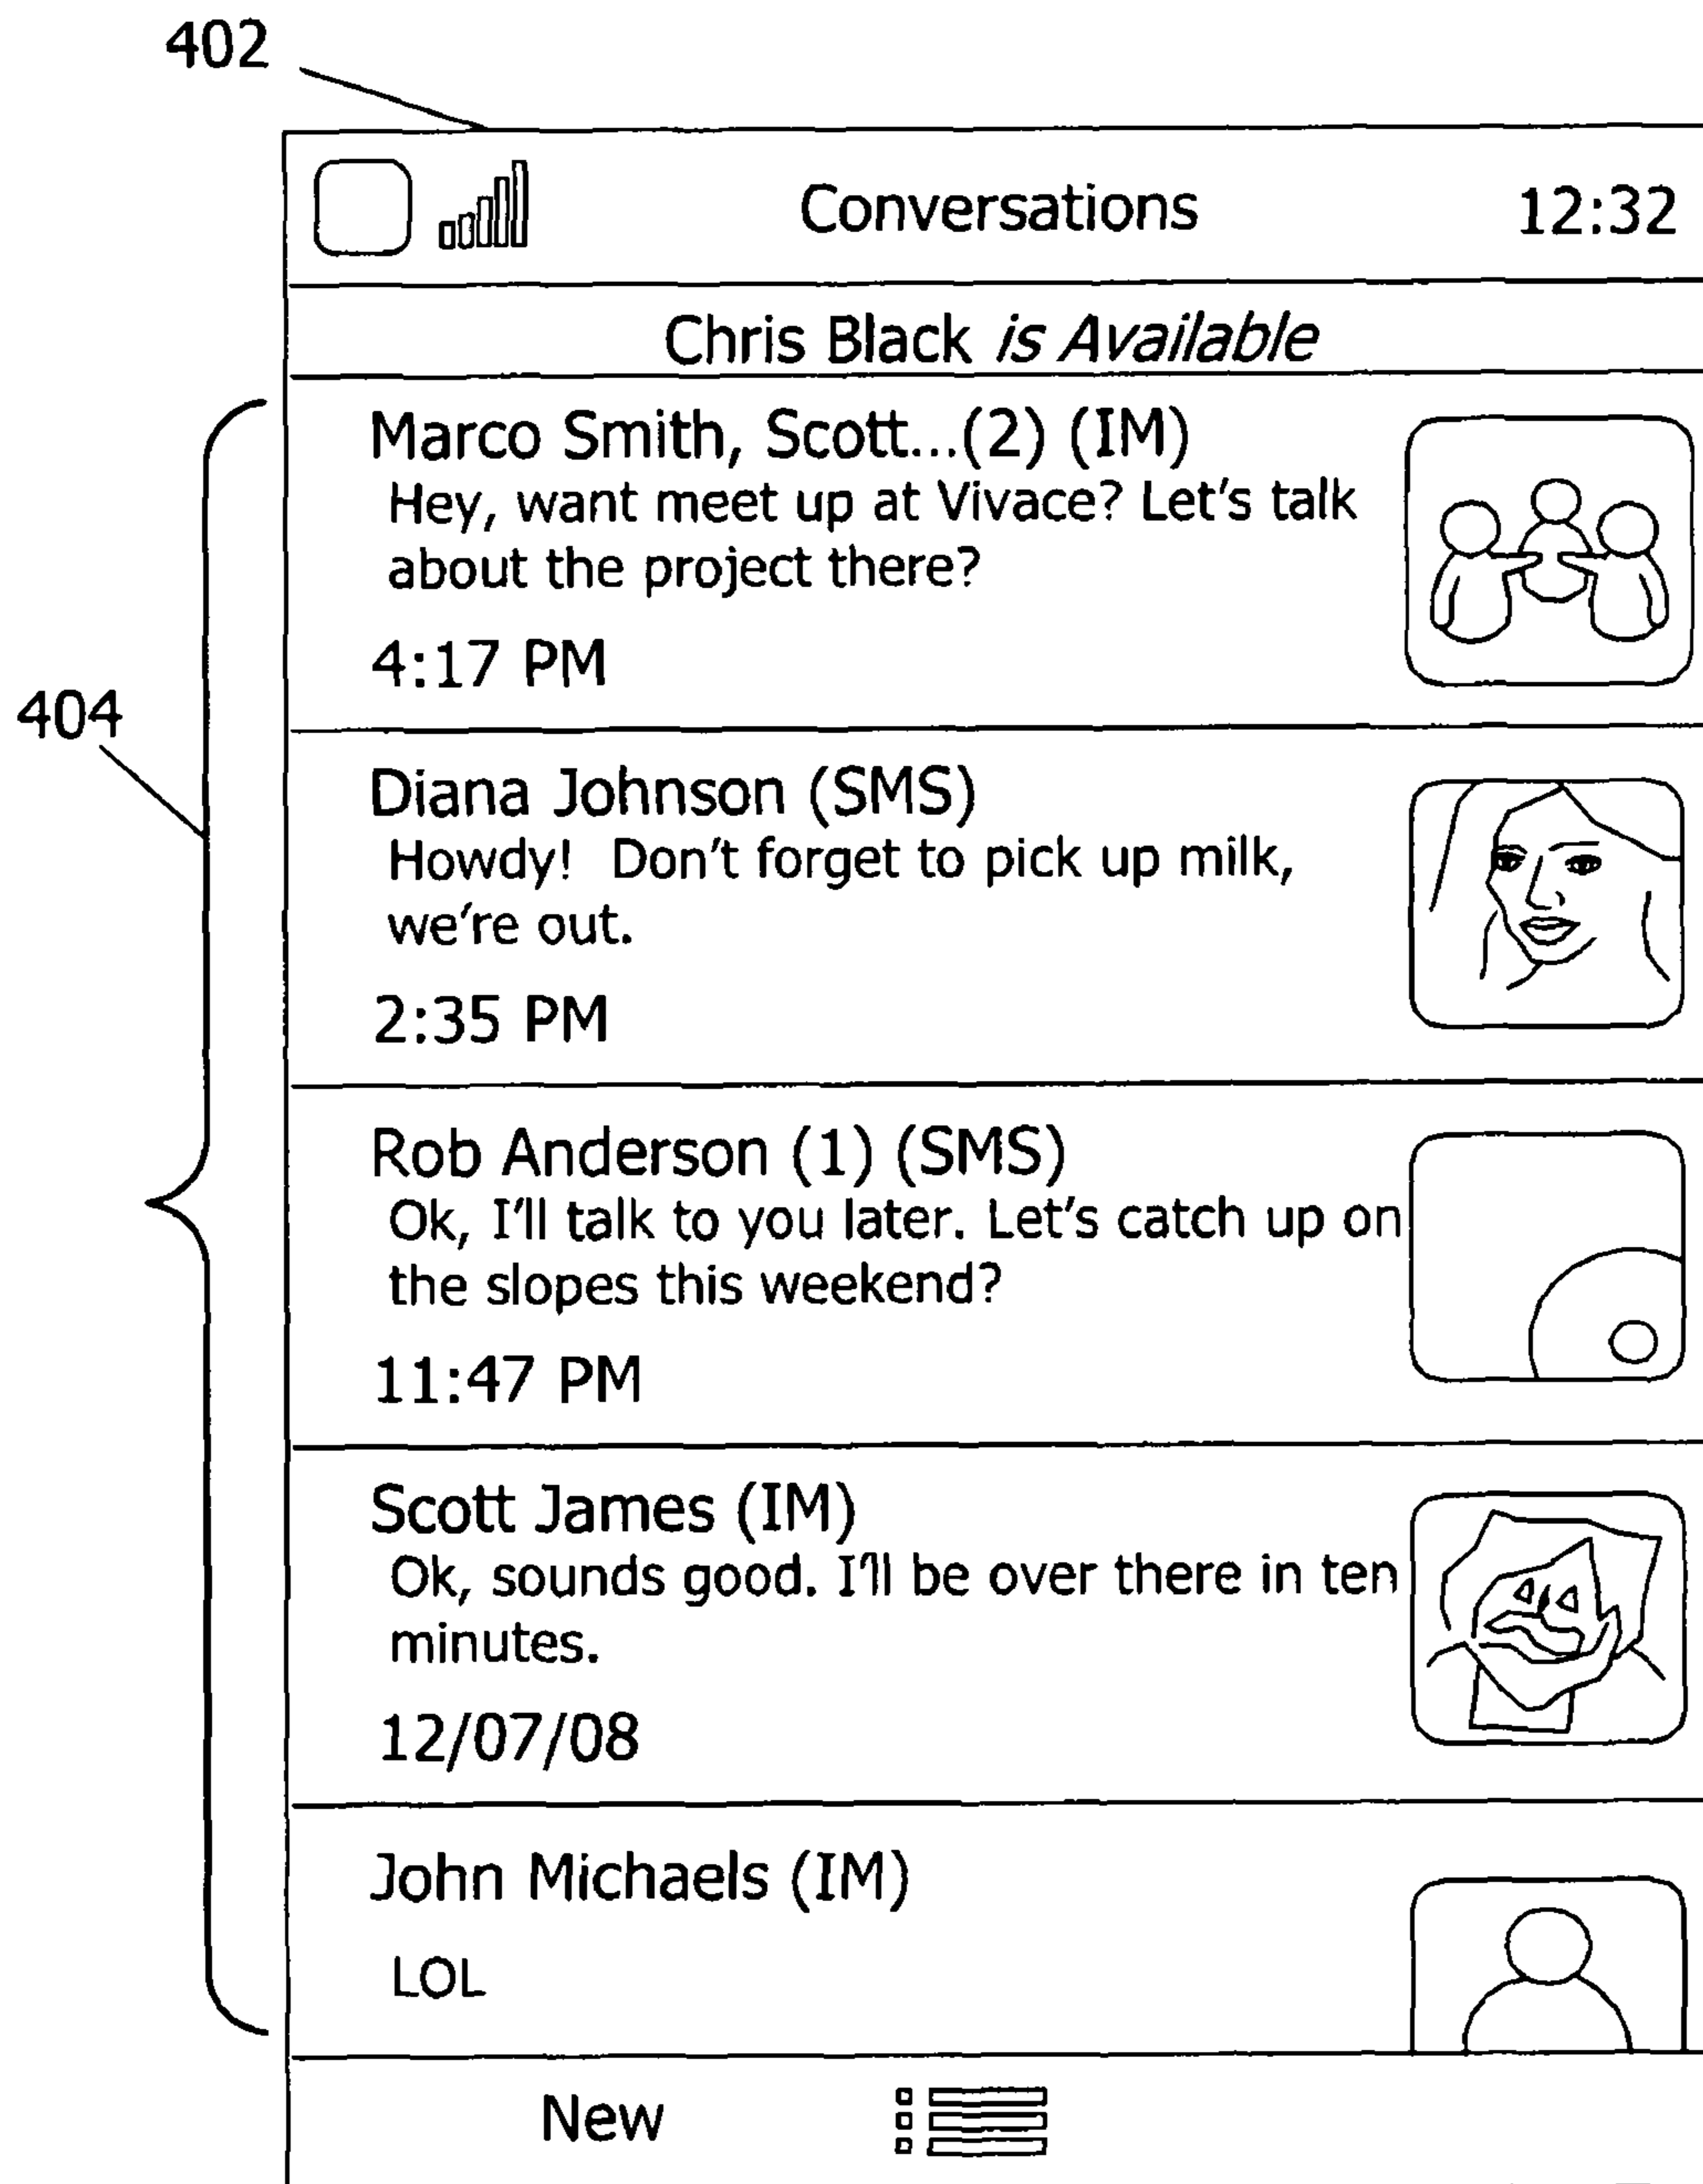 402
Conversations 12:32
Chris Black is Available
Marco Smith, Scott...(2) (IM)
Hey, want meet up at Vivace? Let's talk
about the project there?
4:17 PM
404
Diana Johnson (SMS)
Howdy! Don't forget to pick up milk,
we're out.
2:35 PM
Rob Anderson (1) (SMS)
Ok, I'll talk to you later. Let's catch up on
the slopes this weekend?
11:47 PM
Scott James (IM)
Ok, sounds good. I'll be over there in ten
minutes.
12/07/08
John Michaels (IM)
LOL
New